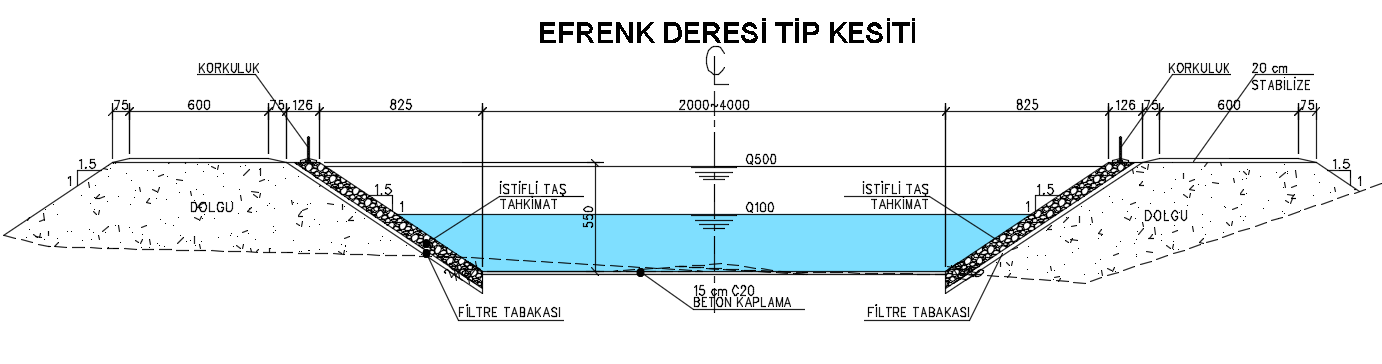 EFRENK DERESİ TİP KESİTİ
KORKULUK
CL
KORKULUK
20 cm
STABILIZE
75
600
75
126
825
2000~4000
825
126
75
600
75
1.5
1
Q500
1.5
1
1.5
1
İSTİFLİ TAŞ
TAHKİMAT
İSTİFLİ TAŞ
TAHKİMAT
1.5
1
DOLGU
550
Q100
DOLGU
15 cm C20
BETON KAPLAMA
FİLTRE TABAKASI
FİLTRE TABAKASI